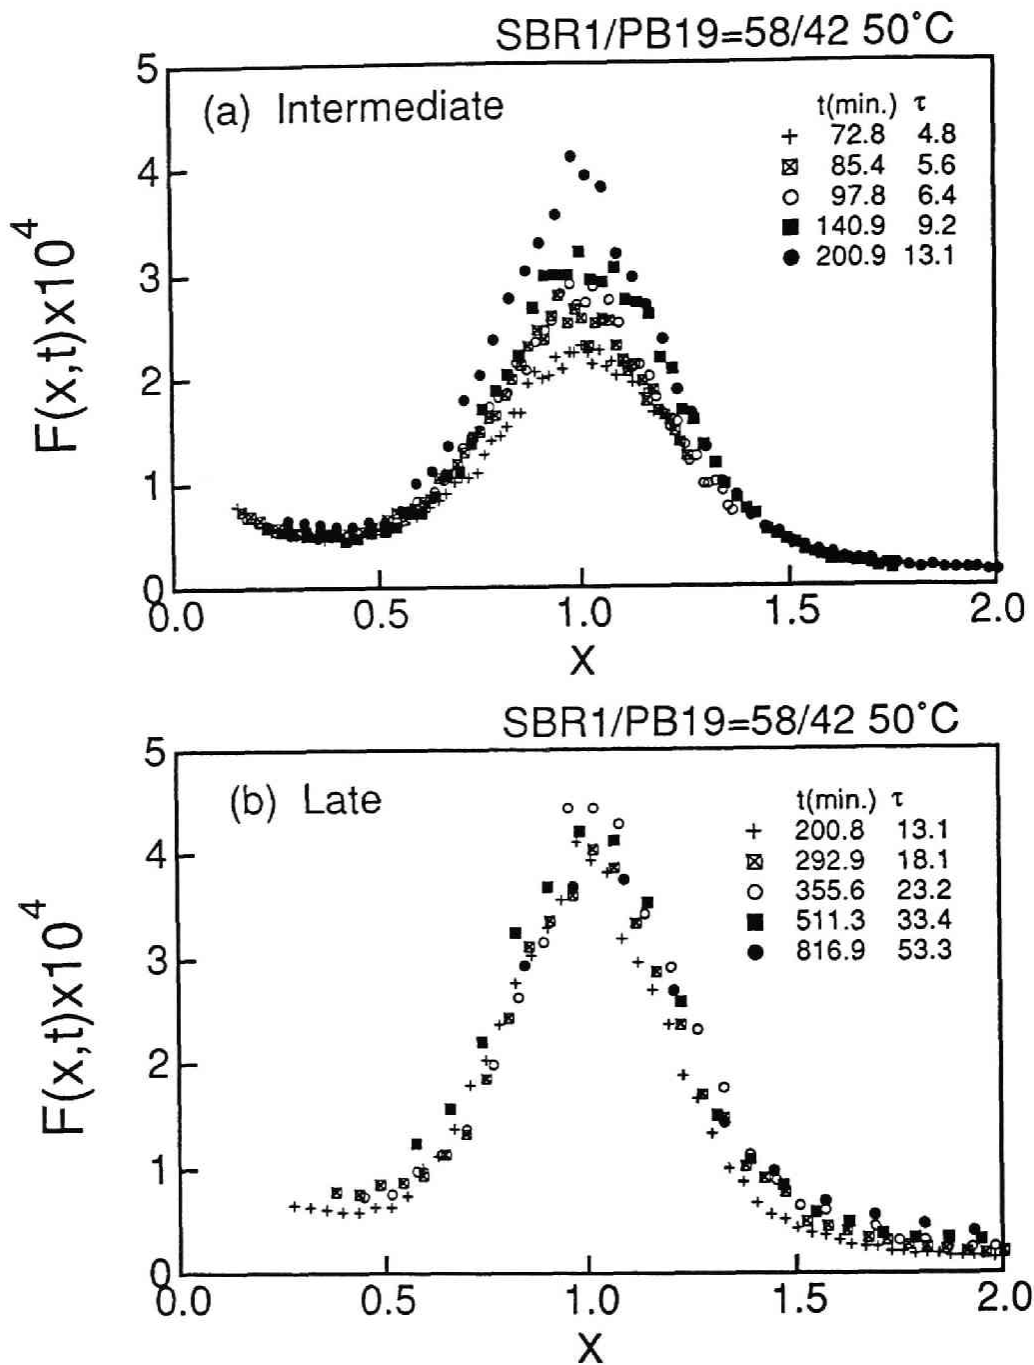 SBR1/PB19=58/42 50°C
(a) Intermediate
t(min.) τ
+ 72.8 4.8
⊠ 85.4 5.6
○ 97.8 6.4
■ 140.9 9.2
● 200.9 13.1
F(x,t)x10^4
5
4
3
2
1
0
0.0 0.5 1.0 1.5 2.0
X
SBR1/PB19=58/42 50°C
(b) Late
t(min.) τ
+ 200.8 13.1
⊠ 292.9 18.1
○ 355.6 23.2
■ 511.3 33.4
● 816.9 53.3
F(x,t)x10^4
5
4
3
2
1
0
0.0 0.5 1.0 1.5 2.0
X